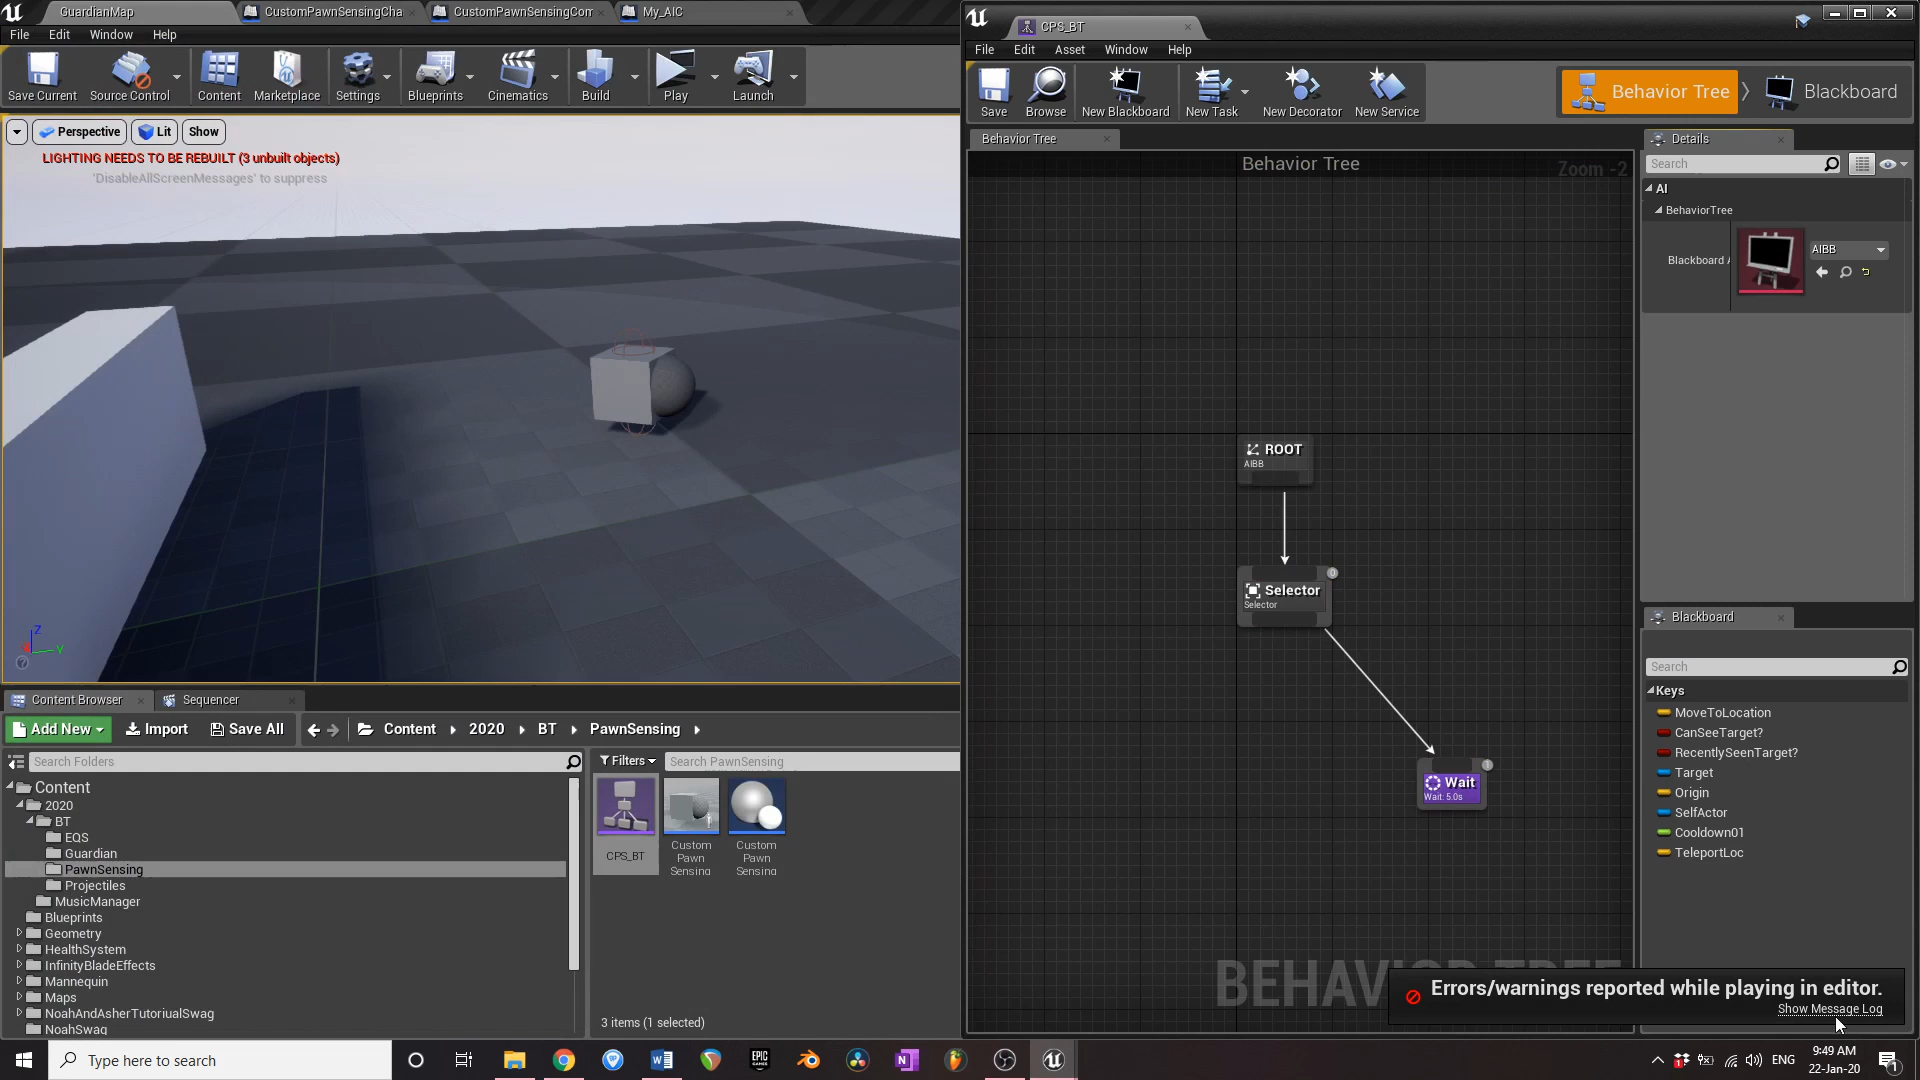 GuardianMap
CustomPawnSensingCha
CustomPawnSensingCom
My_AIC
File Edit Window Help
Save Current
Source Control
Content
Marketplace
Settings
Blueprints
Cinematics
Build
Play
Launch
Perspective
Lit
Show
LIGHTING NEEDS TO BE REBUILT (3 unbuilt objects)
'DisableAllScreenMessages' to suppress
Z
Y
Content Browser
Sequencer
Add New
Import
Save All
Content
2020
BT
PawnSensing
Search Folders
Filters
Search PawnSensing
Content
2020
BT
EQS
Guardian
PawnSensing
Projectiles
MusicManager
Blueprints
Geometry
HealthSystem
InfinityBladeEffects
Mannequin
Maps
NoahAndAsherTutoriualSwag
NoahSwag
CPS_BT
Custom
Pawn
Sensing
Custom
Pawn
Sensing
3 items (1 selected)
CPS_BT
File Edit Asset Window Help
Save
Browse
New Blackboard
New Task
New Decorator
New Service
Behavior Tree
Blackboard
Behavior Tree
Behavior Tree
Zoom -2
ROOT
AIBB
0
Selector
Selector
1
Wait
Wait: 5.0s
BEHAVIOR TREE
Details
Search
AI
BehaviorTree
Blackboard A
AIBB
Blackboard
Search
Keys
MoveToLocation
CanSeeTarget?
RecentlySeenTarget?
Target
Origin
SelfActor
Cooldown01
TeleportLoc
Errors/warnings reported while playing in editor.
Show Message Log
Type here to search
EPIC
GAMES
ENG
9:49 AM
22-Jan-20
1